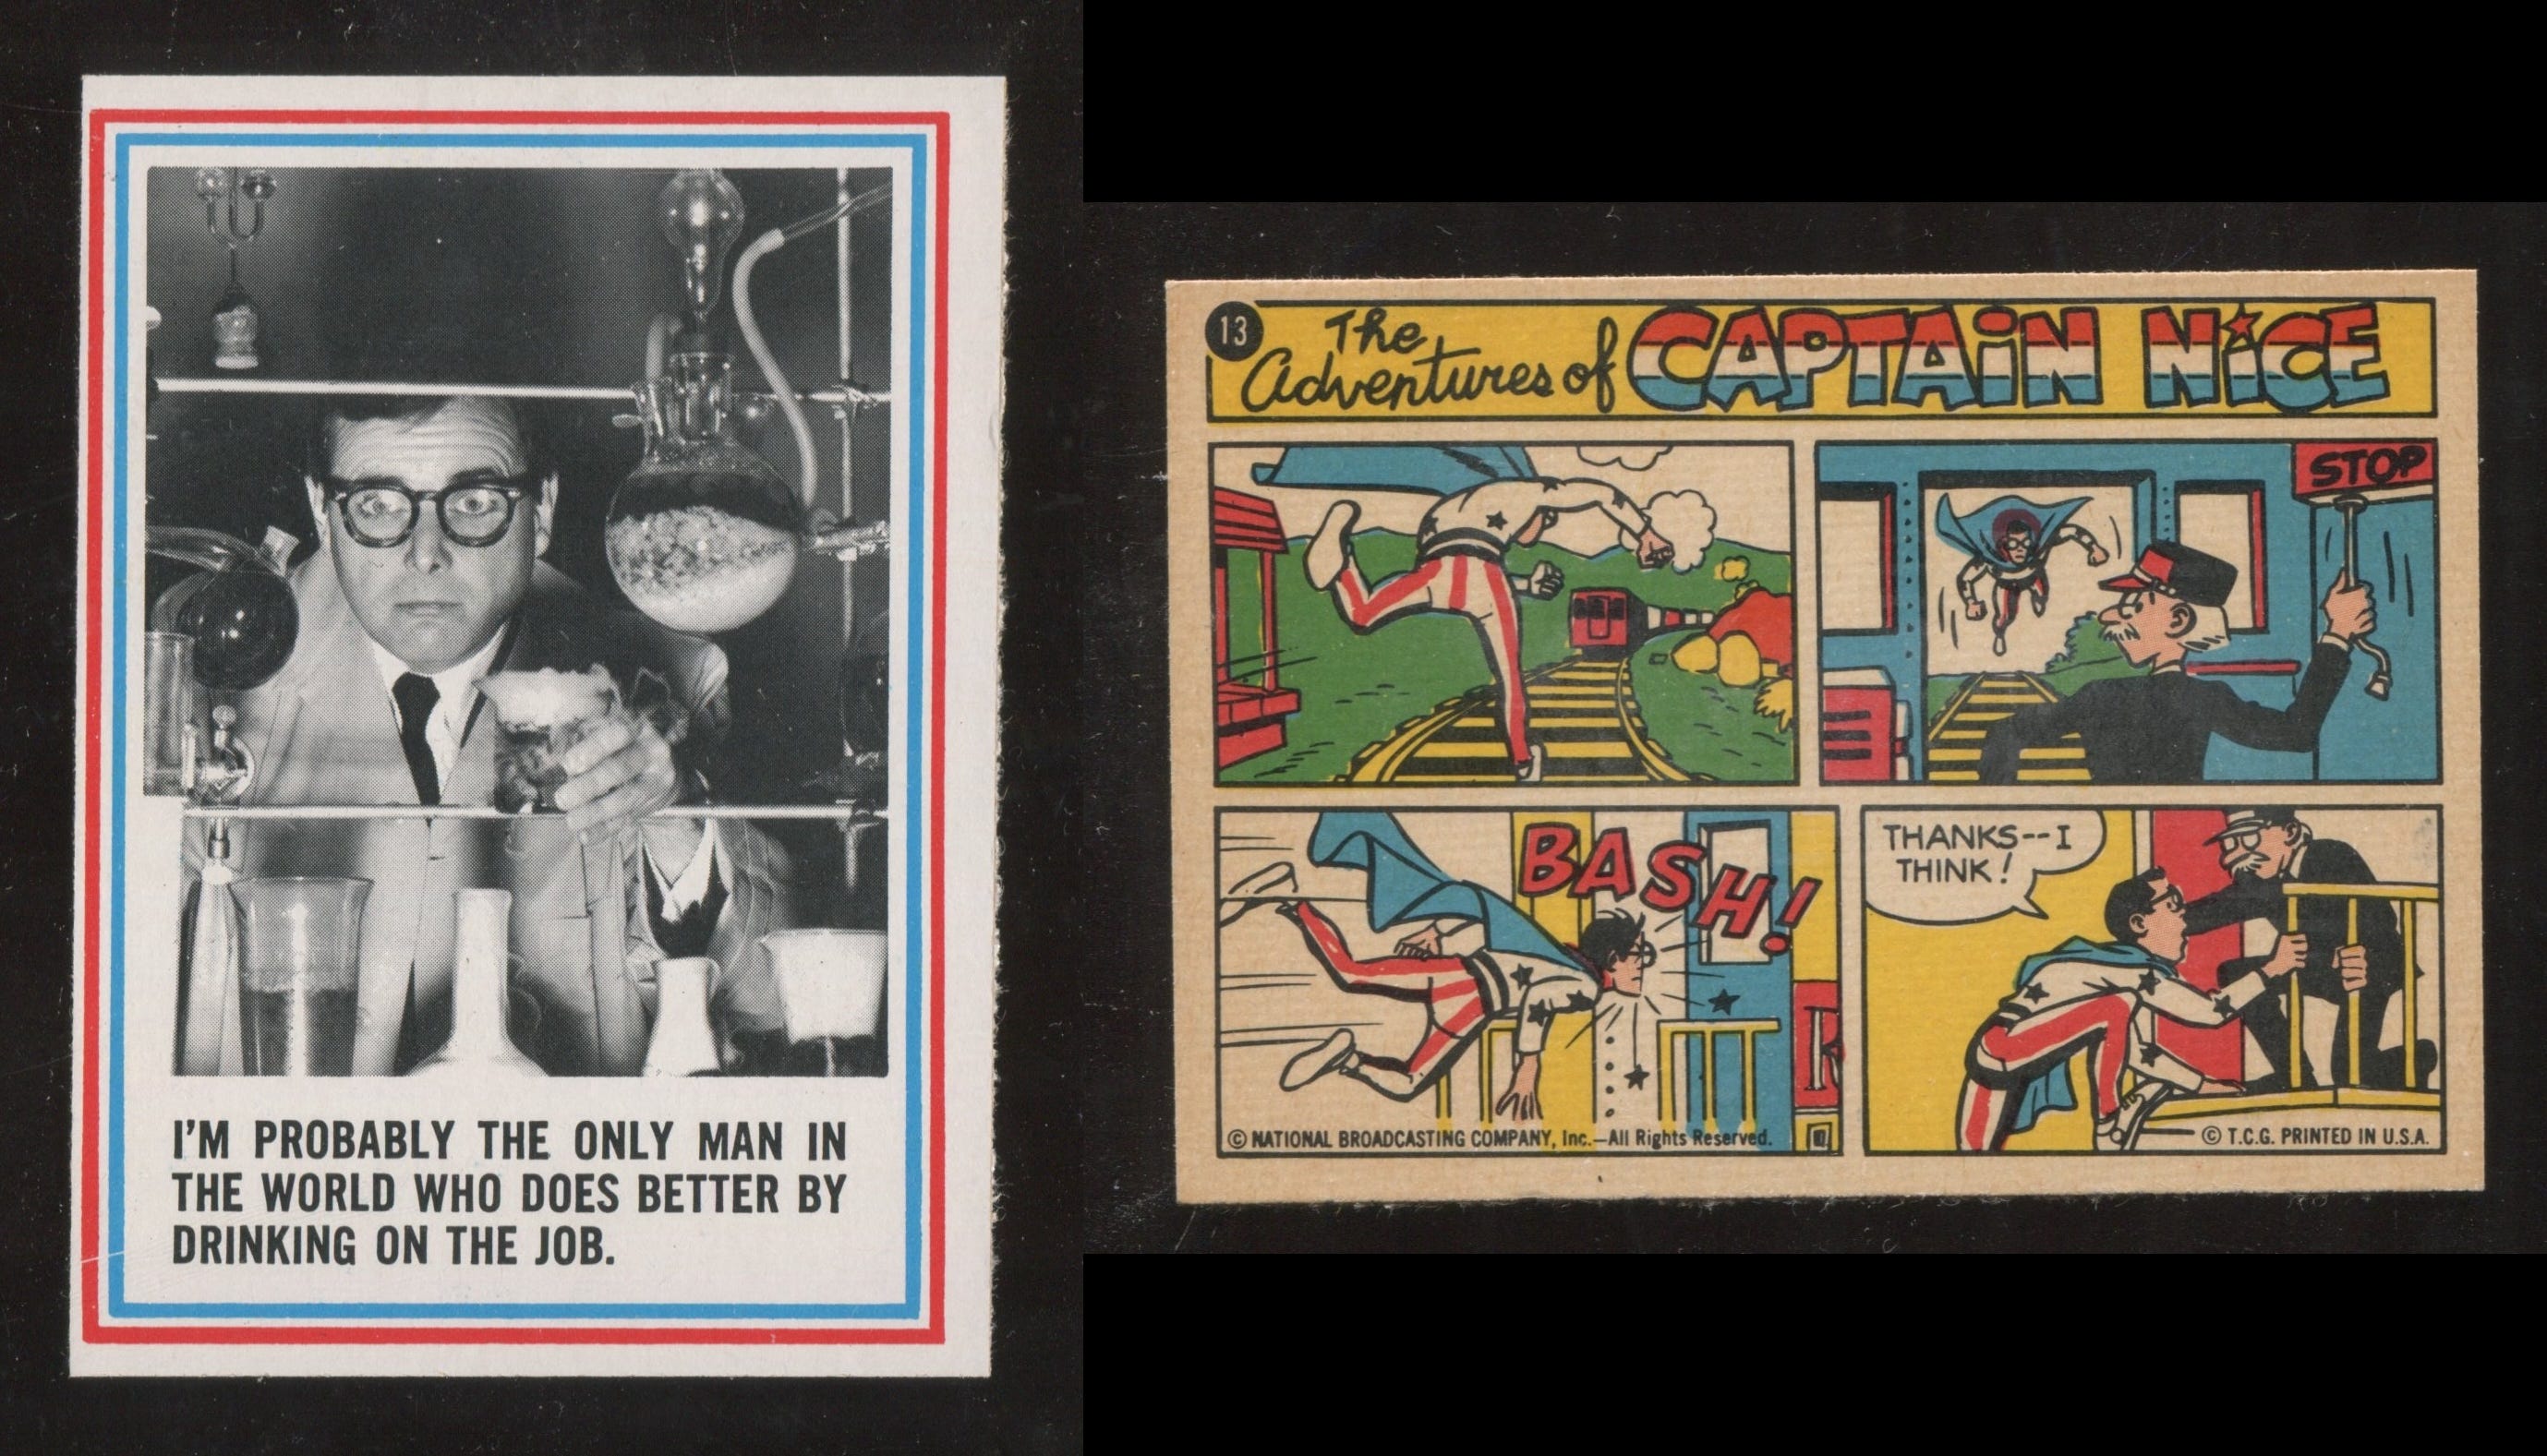 I'M PROBABLY THE ONLY MAN IN
THE WORLD WHO DOES BETTER BY
DRINKING ON THE JOB.
13
The
Adventures of CAPTAIN NICE
STOP
BASH!
R
© NATIONAL BROADCASTING COMPANY, Inc.—All Rights Reserved.
THANKS--I
THINK!
© T.C.G. PRINTED IN U.S.A.